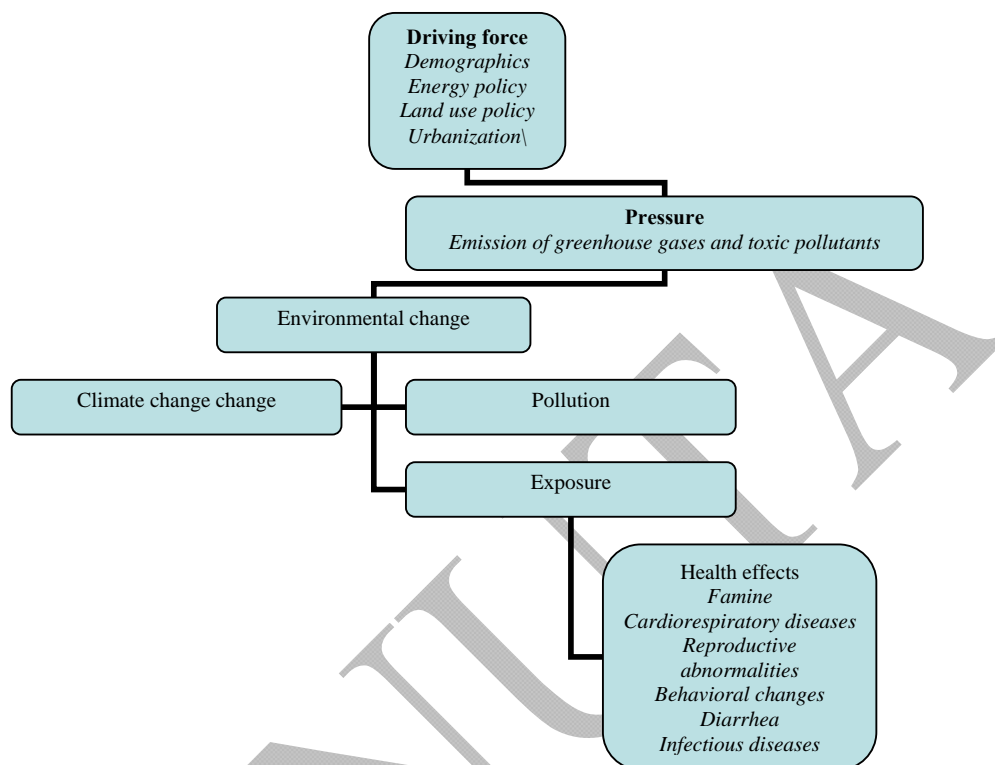 Driving force
Demographics
Energy policy
Land use policy
Urbanization\
Pressure
Emission of greenhouse gases and toxic pollutants
Environmental change
Climate change change
Pollution
Exposure
Health effects
Famine
Cardiorespiratory diseases
Reproductive
abnormalities
Behavioral changes
Diarrhea
Infectious diseases